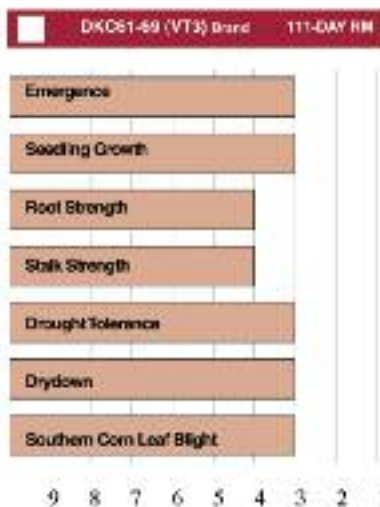 DKC61-69 (VT3) Brand 111-DAY RM
Emergence
Seedling Growth
Root Strength
Stalk Strength
Drought Tolerance
Drydown
Southern Corn Leaf Blight
9 8 7 6 5 4 3 2